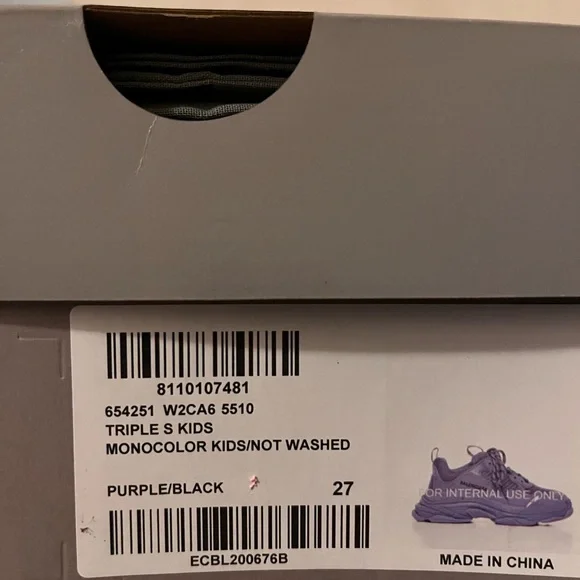 8110107481
654251 W2CA6 5510
TRIPLE S KIDS
MONOCOLOR KIDS/NOT WASHED
PURPLE/BLACK 27
FOR INTERNAL USE ONLY
ECBL200676B
MADE IN CHINA